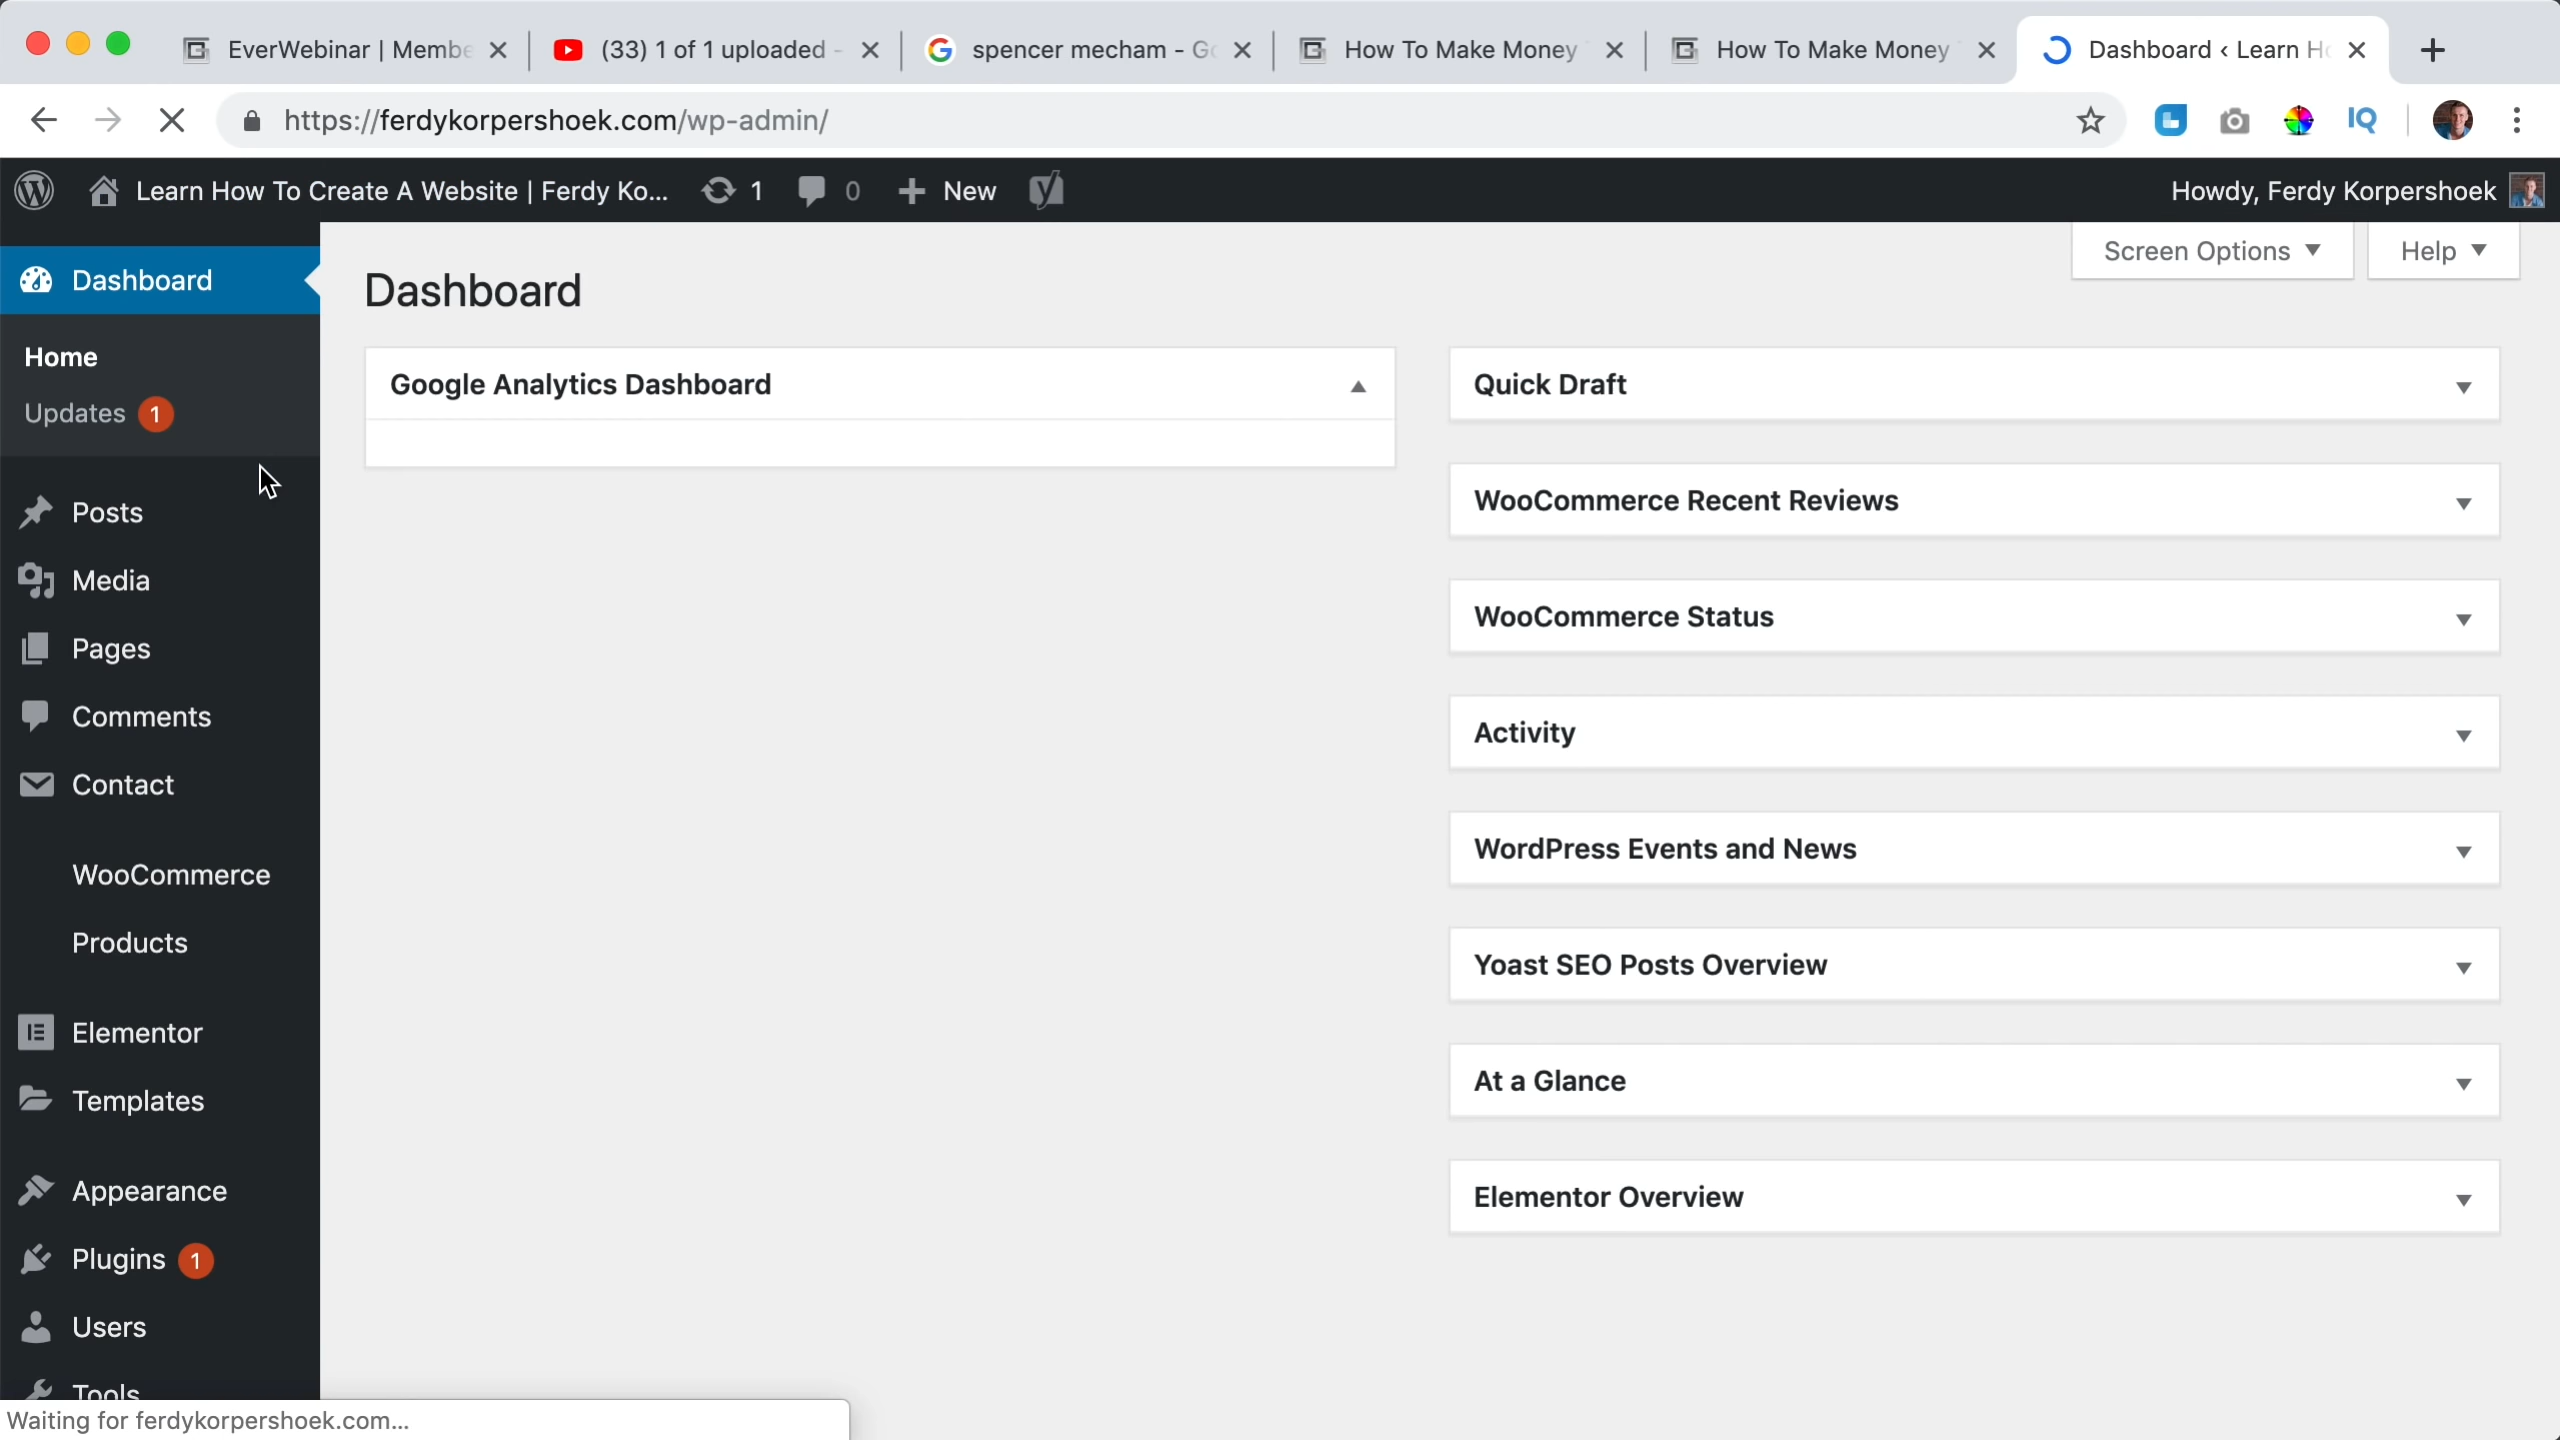 EverWebinar | Membe
(33) 1 of 1 uploaded -
spencer mecham - Go
How To Make Money
How To Make Money
Dashboard ‹ Learn Ho
https://ferdykorpershoek.com/wp-admin/
IQ
Learn How To Create A Website | Ferdy Ko...
1
0
New
Howdy, Ferdy Korpershoek
Screen Options
Help
Dashboard
Home
Updates 1
Posts
Media
Pages
Comments
Contact
WooCommerce
Products
Elementor
Templates
Appearance
Plugins 1
Users
Tools
Dashboard
Google Analytics Dashboard
Quick Draft
WooCommerce Recent Reviews
WooCommerce Status
Activity
WordPress Events and News
Yoast SEO Posts Overview
At a Glance
Elementor Overview
Waiting for ferdykorpershoek.com...